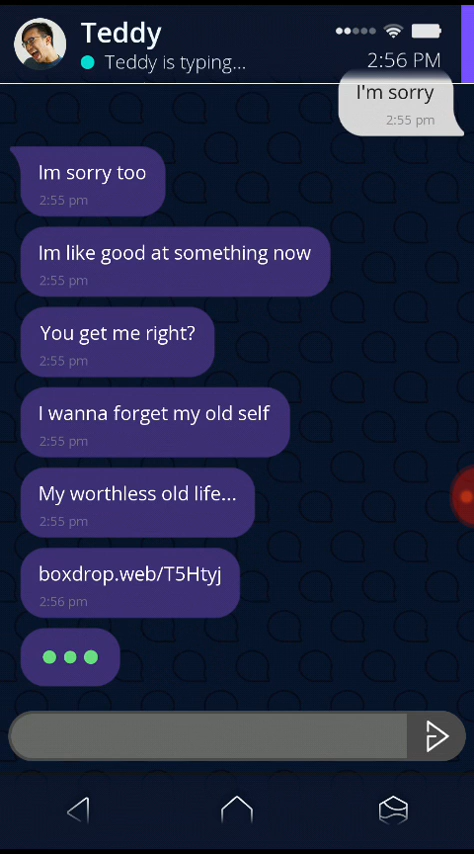 Teddy
Teddy is typing...
2:56 PM
I'm sorry
2:55 pm
Im sorry too
2:55 pm
Im like good at something now
2:55 pm
You get me right?
2:55 pm
I wanna forget my old self
2:55 pm
My worthless old life...
2:55 pm
boxdrop.web/T5Htyj
2:56 pm